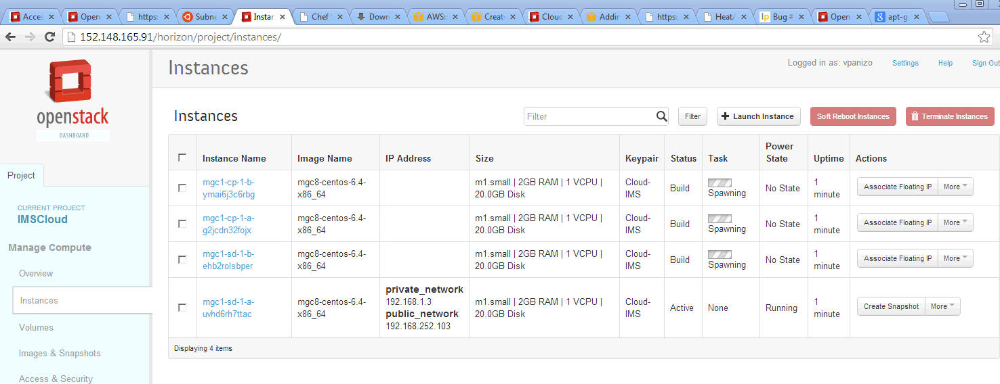 Acces
Open
https:
Subne
Instan
Chef
Down
AWS::
Create
Cloud
Addin
https:
Heat/
Bug #
Open
apt-g
152.148.165.91/horizon/project/instances/
openstack
DASHBOARD
Project
CURRENT PROJECT
IMSCloud
Manage Compute
Overview
Instances
Volumes
Images & Snapshots
Access & Security
Instances
Logged in as: vpanizo
Settings
Help
Sign Out
Instances
Filter
Filter
+ Launch Instance
Soft Reboot Instances
Terminate Instances
Instance Name
Image Name
IP Address
Size
Keypair
Status
Task
Power
State
Uptime
Actions
mgc1-cp-1-b-
ymai6j3c6rbg
mgc8-centos-6.4-
x86_64
m1.small | 2GB RAM | 1 VCPU |
20.0GB Disk
Cloud-
IMS
Build
Spawning
No State
1
minute
Associate Floating IP
More
mgc1-cp-1-a-
g2jcdn32fojx
mgc8-centos-6.4-
x86_64
m1.small | 2GB RAM | 1 VCPU |
20.0GB Disk
Cloud-
IMS
Build
Spawning
No State
1
minute
Associate Floating IP
More
mgc1-sd-1-b-
ehb2rolsbper
mgc8-centos-6.4-
x86_64
m1.small | 2GB RAM | 1 VCPU |
20.0GB Disk
Cloud-
IMS
Build
Spawning
No State
1
minute
Associate Floating IP
More
mgc1-sd-1-a-
uvhd6rh7ttac
mgc8-centos-6.4-
x86_64
private_network
192.168.1.3
public_network
192.168.252.103
m1.small | 2GB RAM | 1 VCPU |
20.0GB Disk
Cloud-
IMS
Active
None
Running
1
minute
Create Snapshot
More
Displaying 4 items